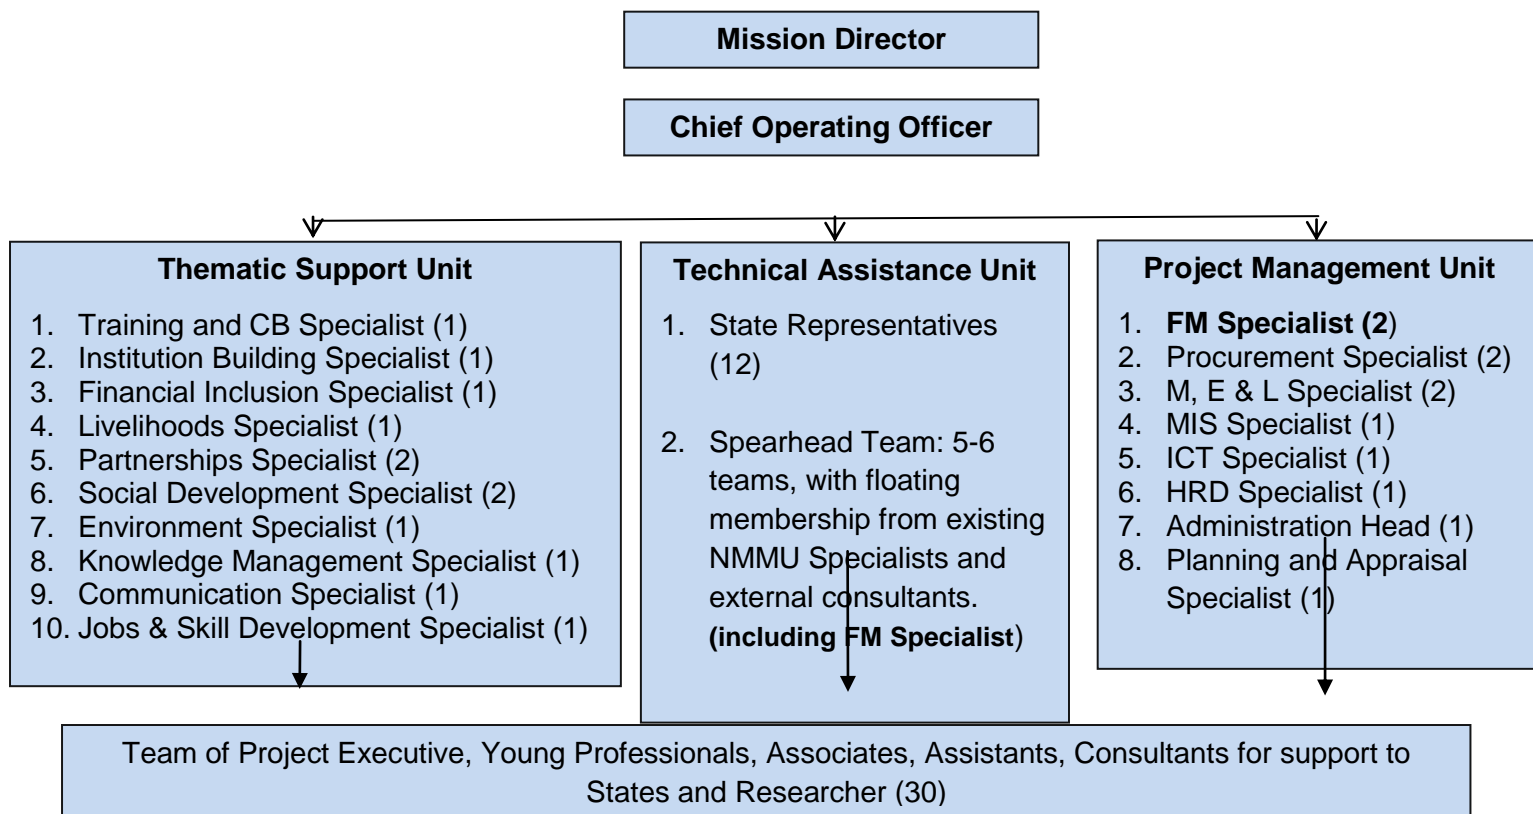 Mission Director
Chief Operating Officer
Thematic Support Unit
1. Training and CB Specialist (1)
2. Institution Building Specialist (1)
3. Financial Inclusion Specialist (1)
4. Livelihoods Specialist (1)
5. Partnerships Specialist (2)
6. Social Development Specialist (2)
7. Environment Specialist (1)
8. Knowledge Management Specialist (1)
9. Communication Specialist (1)
10. Jobs & Skill Development Specialist (1)
Technical Assistance Unit
1. State Representatives
(12)
2. Spearhead Team: 5-6
teams, with floating
membership from existing
NMMU Specialists and
external consultants.
(including FM Specialist)
Project Management Unit
1. FM Specialist (2)
2. Procurement Specialist (2)
3. M, E & L Specialist (2)
4. MIS Specialist (1)
5. ICT Specialist (1)
6. HRD Specialist (1)
7. Administration Head (1)
8. Planning and Appraisal
Specialist (1)
Team of Project Executive, Young Professionals, Associates, Assistants, Consultants for support to
States and Researcher (30)